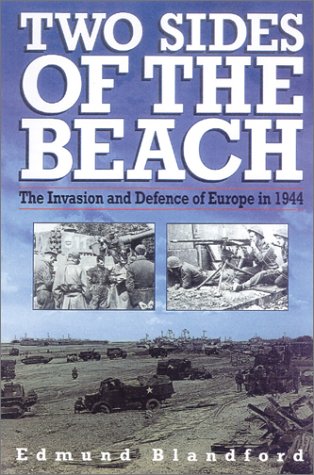 TWO SIDES
OF THE
BEACH
The Invasion and Defence of Europe in 1944
Edmund Blandford